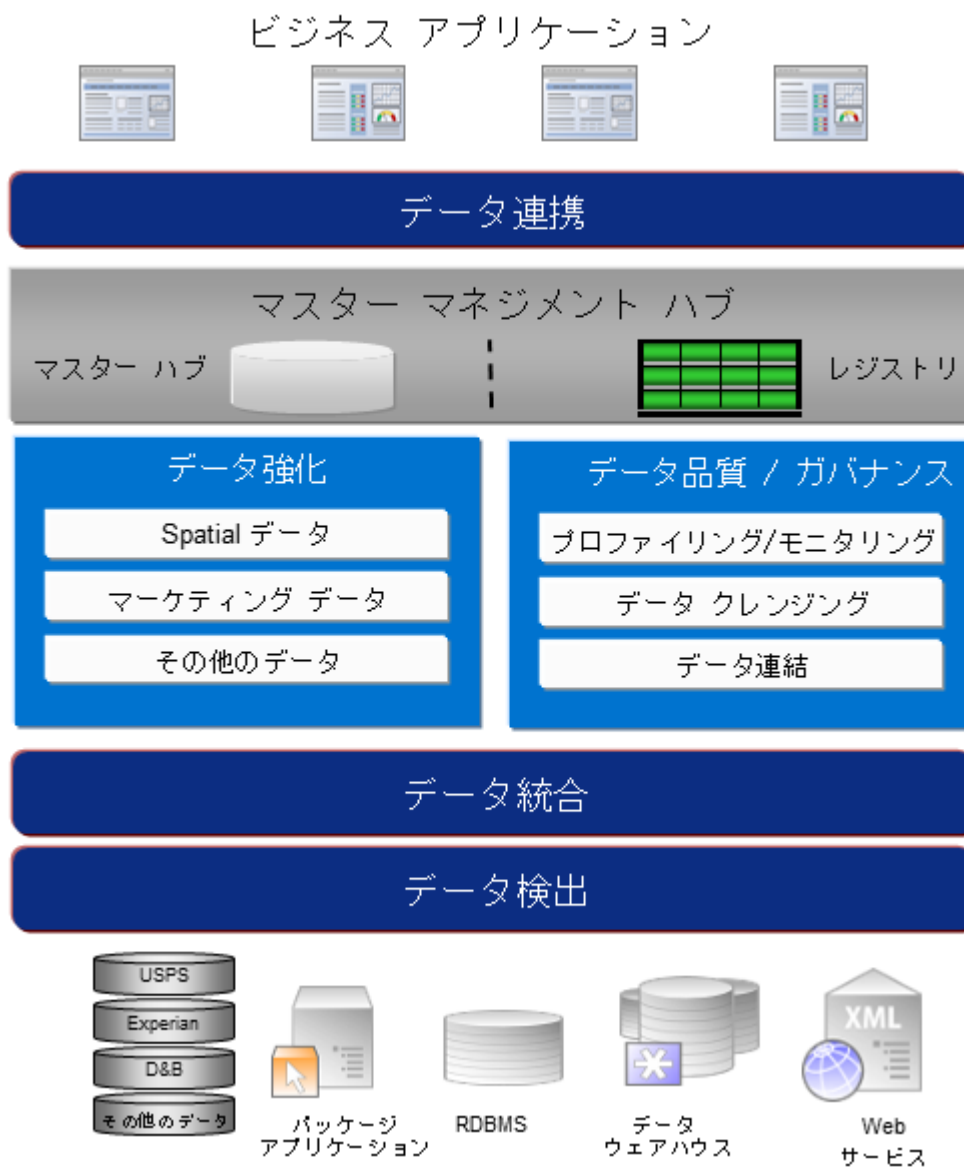 ビジネス アプリケーション
データ連携
マスター マネジメント ハブ
マスター ハブ
レジストリ
データ強化
Spatial データ
マーケティング データ
その他のデータ
データ品質 / ガバナンス
プロファイリング/モニタリング
データ クレンジング
データ連結
データ統合
データ検出
USPS
Experian
D&B
その他のデータ
パッケージ
アプリケーション
RDBMS
データ
ウェアハウス
XML
Web
サービス